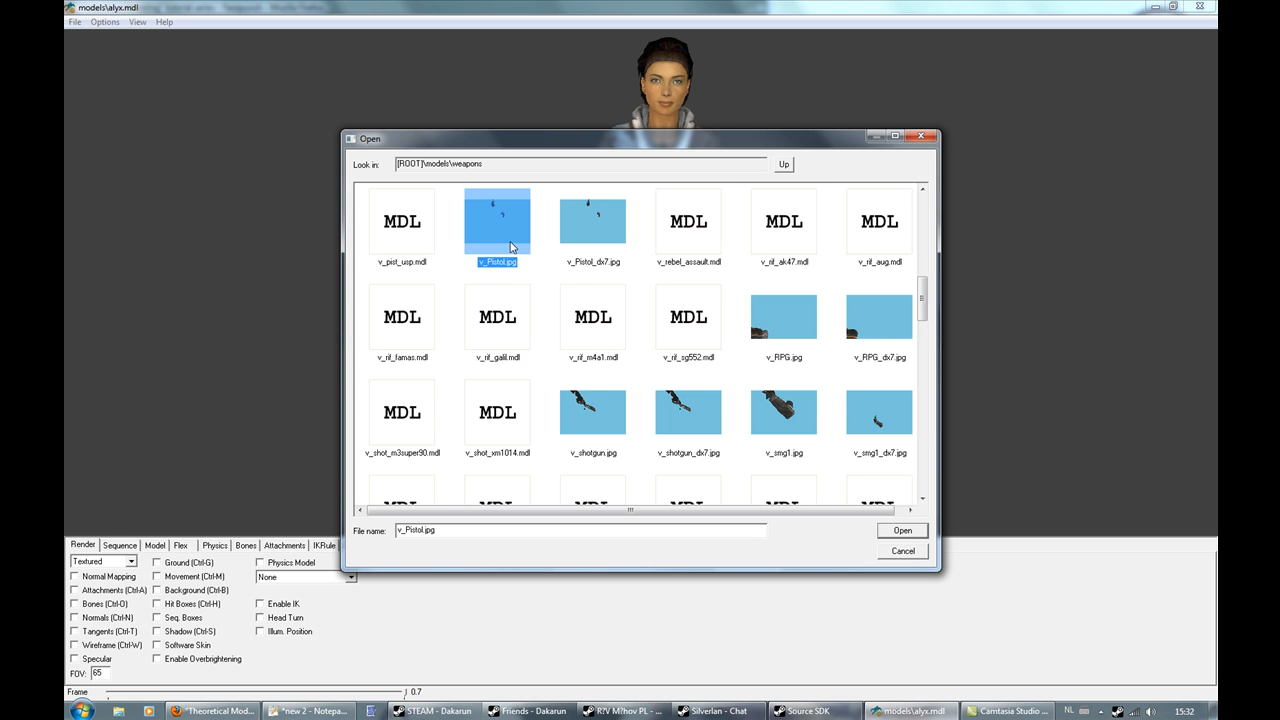 models\alyx.mdl
File Options View Help
Open
Look in: [ROOT]\models\weapons Up
MDL MDL MDL MDL
v_pist_usp.mdl v_Pistol.jpg v_Pistol_dx7.jpg v_rebel_assault.mdl v_rif_ak47.mdl v_rif_aug.mdl
MDL MDL MDL MDL
v_rif_famas.mdl v_rif_galil.mdl v_rif_m4a1.mdl v_rif_sg552.mdl v_RPG.jpg v_RPG_dx7.jpg
MDL MDL
v_shot_m3super90.mdl v_shot_xm1014.mdl v_shotgun.jpg v_shotgun_dx7.jpg v_smg1.jpg v_smg1_dx7.jpg
File name: v_Pistol.jpg Open
Cancel
Render Sequence Model Flex Physics Bones Attachments IKRule
Textured Ground (Ctrl-G) Physics Model
Normal Mapping Movement (Ctrl-M) None
Attachments (Ctrl-A) Background (Ctrl-B)
Bones (Ctrl-O) Hit Boxes (Ctrl-H) Enable IK
Normals (Ctrl-N) Seq. Boxes Head Turn
Tangents (Ctrl-T) Shadow (Ctrl-S) Illum. Position
Wireframe (Ctrl-W) Software Skin
Specular Enable Overbrightening
FOV: 65
Frame 0.7
"Theoretical Mod... *new 2 - Notepa... STEAM - Dakarun Friends - Dakarun R?V M?hov PL - ... Silverlan - Chat Source SDK models\alyx.mdl Camtasia Studio ... NL 15:32